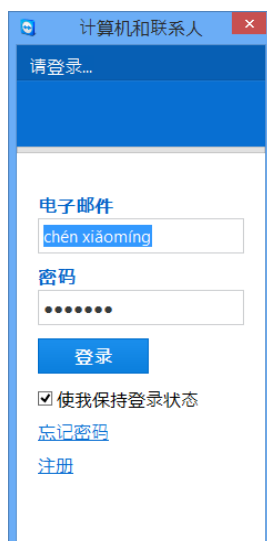 计算机和联系人
请登录...
电子邮件
chén xiǎomíng
密码
登录
使我保持登录状态
忘记密码
注册